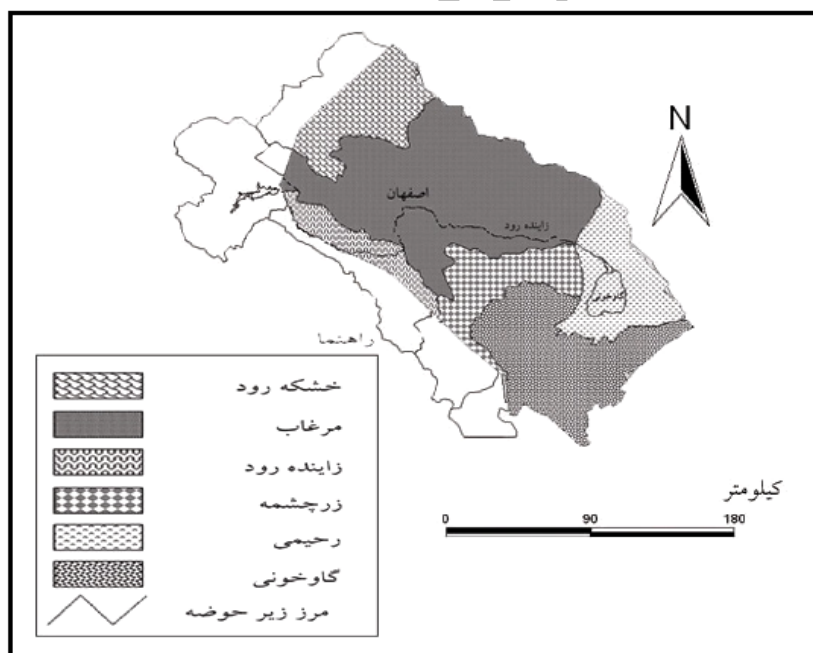 N
اصفهان
زاینده رود
گاوخونی
راهنما
خشکه رود
مرغاب
زاینده رود
زرچشمه
رحیمی
گاوخونی
مرز زیر حوضه
کیلومتر
0 90 180